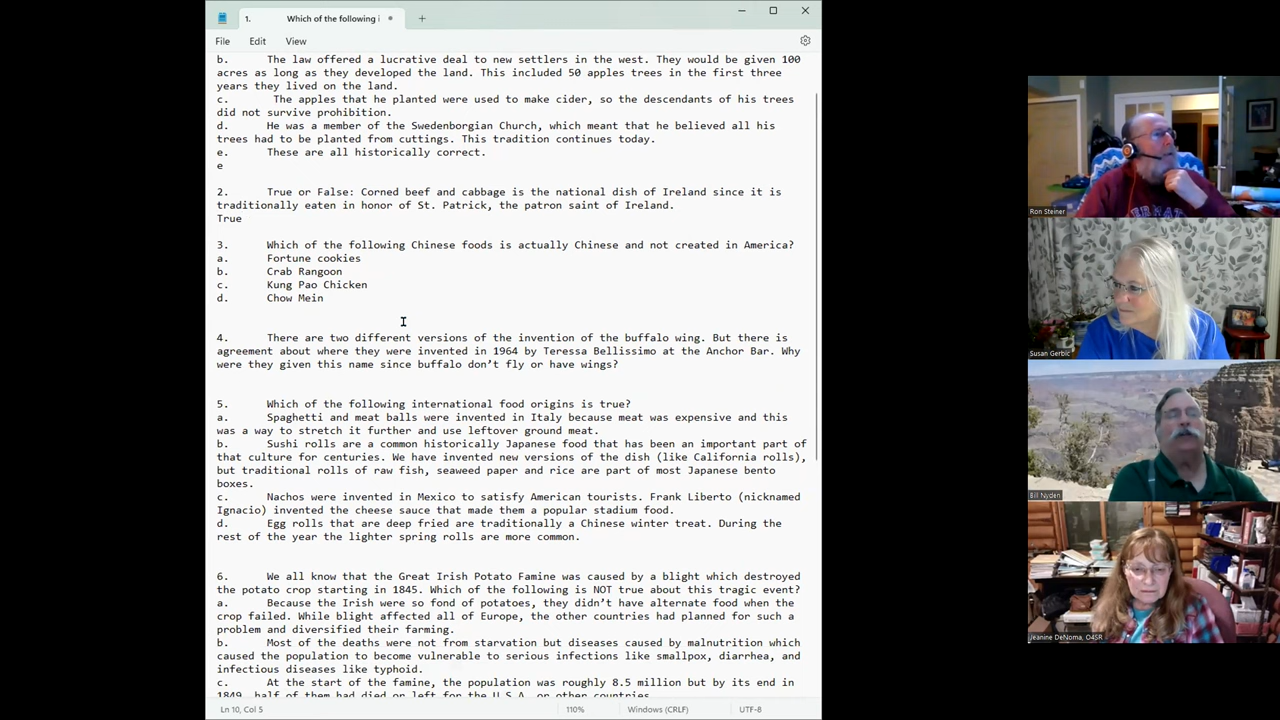 1. Which of the following i
File Edit View
b. The law offered a lucrative deal to new settlers in the west. They would be given 100
acres as long as they developed the land. This included 50 apples trees in the first three
years they lived on the land.
c. The apples that he planted were used to make cider, so the descendants of his trees
did not survive prohibition.
d. He was a member of the Swedenborgian Church, which meant that he believed all his
trees had to be planted from cuttings. This tradition continues today.
e. These are all historically correct.
e
2. True or False: Corned beef and cabbage is the national dish of Ireland since it is
traditionally eaten in honor of St. Patrick, the patron saint of Ireland.
True
3. Which of the following Chinese foods is actually Chinese and not created in America?
a. Fortune cookies
b. Crab Rangoon
c. Kung Pao Chicken
d. Chow Mein
4. There are two different versions of the invention of the buffalo wing. But there is
agreement about where they were invented in 1964 by Teressa Bellissimo at the Anchor Bar. Why
were they given this name since buffalo don’t fly or have wings?
5. Which of the following international food origins is true?
a. Spaghetti and meat balls were invented in Italy because meat was expensive and this
was a way to stretch it further and use leftover ground meat.
b. Sushi rolls are a common historically Japanese food that has been an important part of
that culture for centuries. We have invented new versions of the dish (like California rolls),
but traditional rolls of raw fish, seaweed paper and rice are part of most Japanese bento
boxes.
c. Nachos were invented in Mexico to satisfy American tourists. Frank Liberto (nicknamed
Ignacio) invented the cheese sauce that made them a popular stadium food.
d. Egg rolls that are deep fried are traditionally a Chinese winter treat. During the
rest of the year the lighter spring rolls are more common.
6. We all know that the Great Irish Potato Famine was caused by a blight which destroyed
the potato crop starting in 1845. Which of the following is NOT true about this tragic event?
a. Because the Irish were so fond of potatoes, they didn’t have alternate food when the
crop failed. While blight affected all of Europe, the other countries had planned for such a
problem and diversified their farming.
b. Most of the deaths were not from starvation but diseases caused by malnutrition which
caused the population to become vulnerable to serious infections like smallpox, diarrhea, and
infectious diseases like typhoid.
c. At the start of the famine, the population was roughly 8.5 million but by its end in
1849, half of them had died or left for the U.S.A. or other countries.
Ln 10, Col 5 110% Windows (CRLF) UTF-8
Ron Steiner
Susan Gerbic
Bill Nyden
Jeanine DeNoma, O4SR